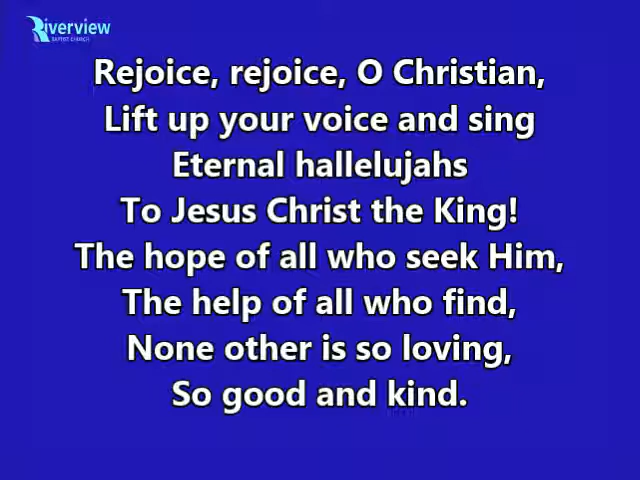 Riverview
BAPTIST CHURCH
Rejoice, rejoice, O Christian,
Lift up your voice and sing
Eternal hallelujahs
To Jesus Christ the King!
The hope of all who seek Him,
The help of all who find,
None other is so loving,
So good and kind.